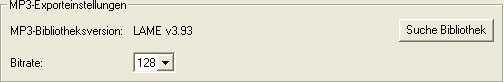 MP3-Exporteinstellungen
MP3-Bibliotheksversion: LAME v3.93 Suche Bibliothek
Bitrate: 128